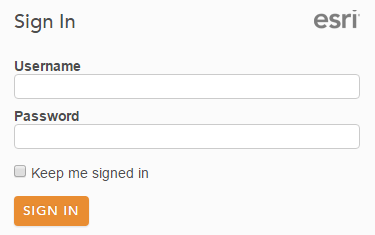 Sign In
esri
Username
Password
Keep me signed in
SIGN IN